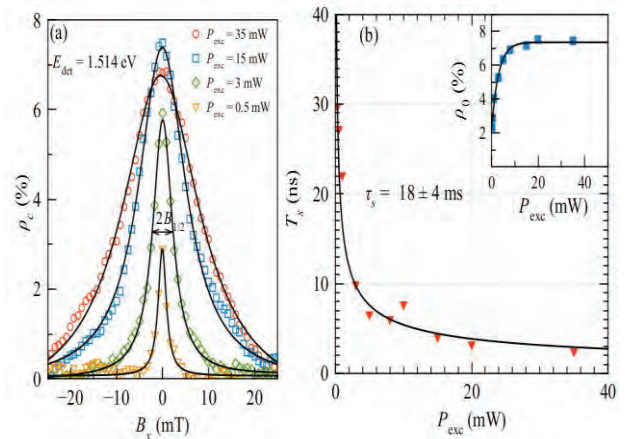 (a)
P_exc = 35 mW
P_exc = 15 mW
E_det = 1.514 eV
P_exc = 3 mW
P_exc = 0.5 mW
2B_1/2
8
6
4
2
0
ρ_c (%)
-20 -10 0 10 20
B_x (mT)
(b)
40
30
20
10
0
T_s (ns)
τ_s = 18 ± 4 ms
0 20 40
P_exc (mW)
8
6
4
2
ρ_0 (%)
0 20 40
P_exc (mW)